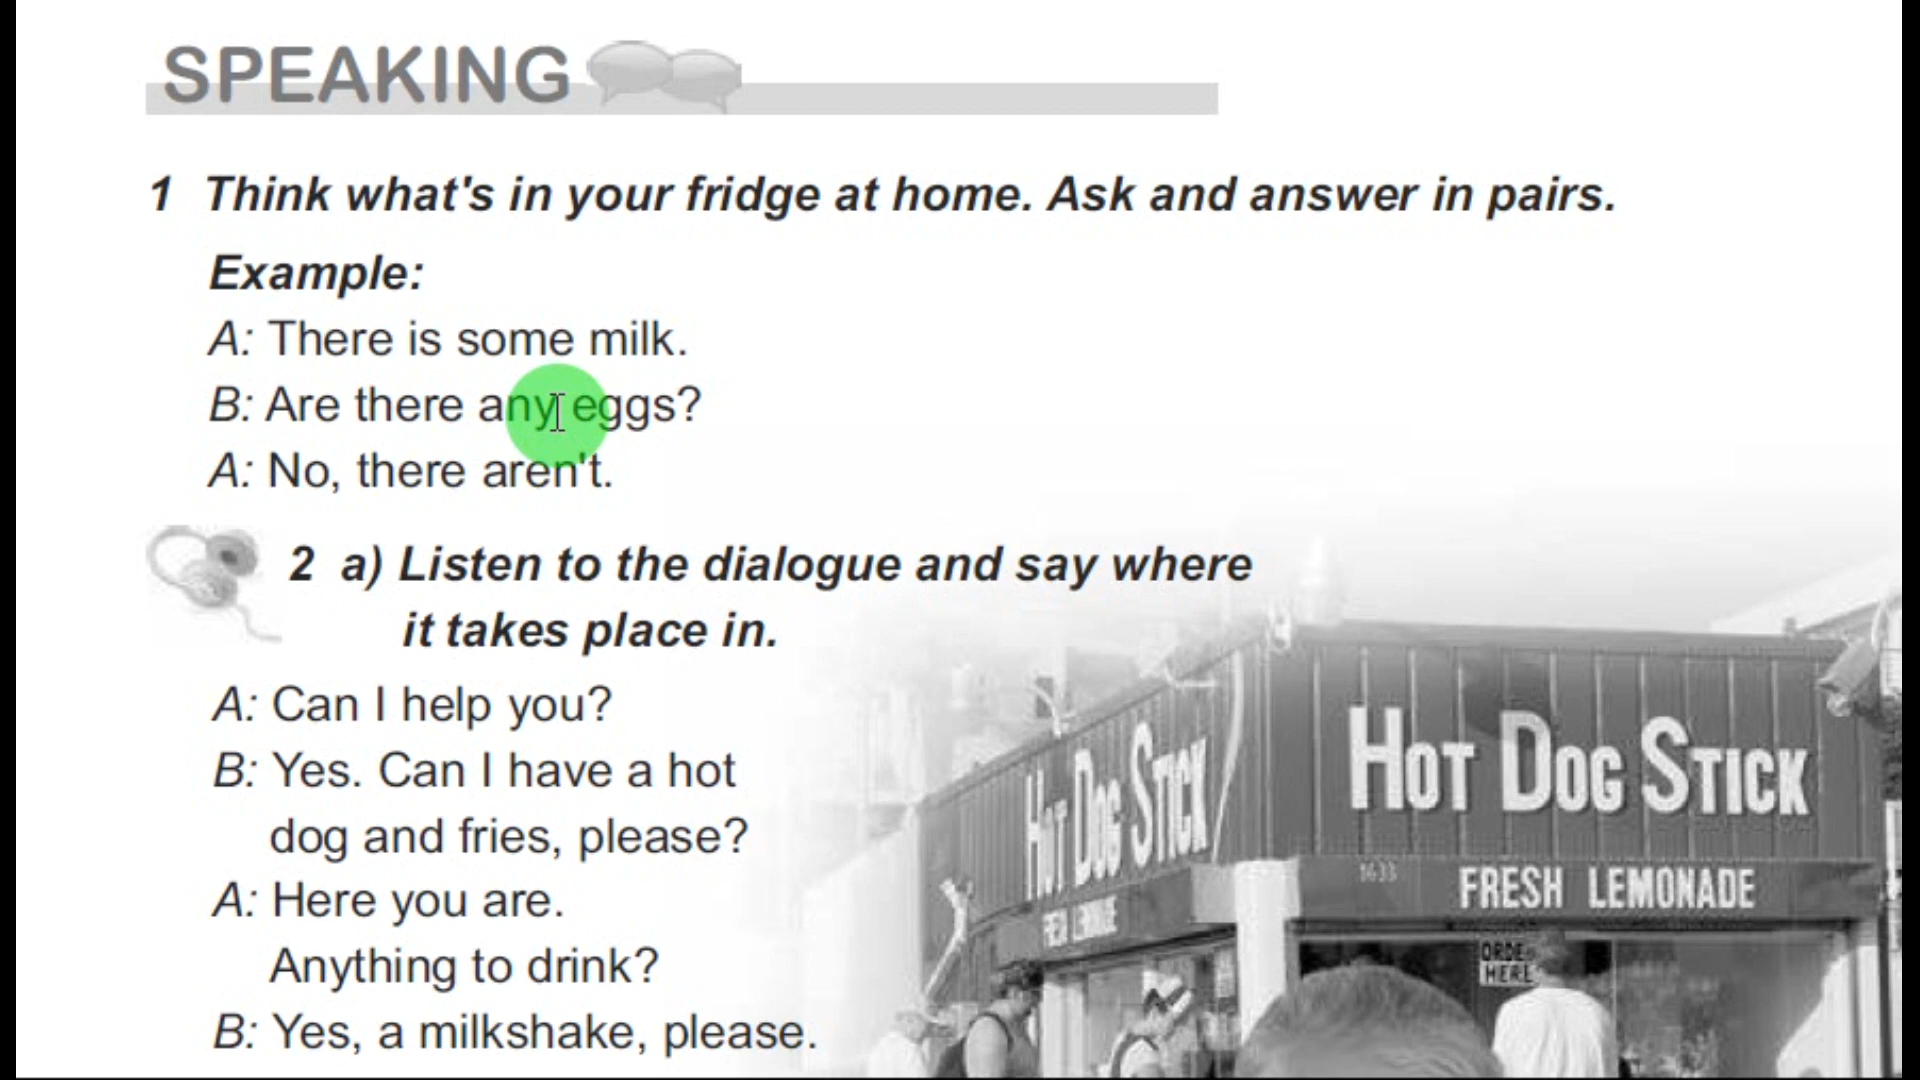 SPEAKING
1 Think what's in your fridge at home. Ask and answer in pairs.
Example:
A: There is some milk.
B: Are there any eggs?
A: No, there aren't.
2 a) Listen to the dialogue and say where
it takes place in.
A: Can I help you?
B: Yes. Can I have a hot
dog and fries, please?
A: Here you are.
Anything to drink?
B: Yes, a milkshake, please.
HOT DOG STICK
FRESH LEMONADE
HOT DOG STICK
1633
FRESH LEMONADE
ORDER
HERE